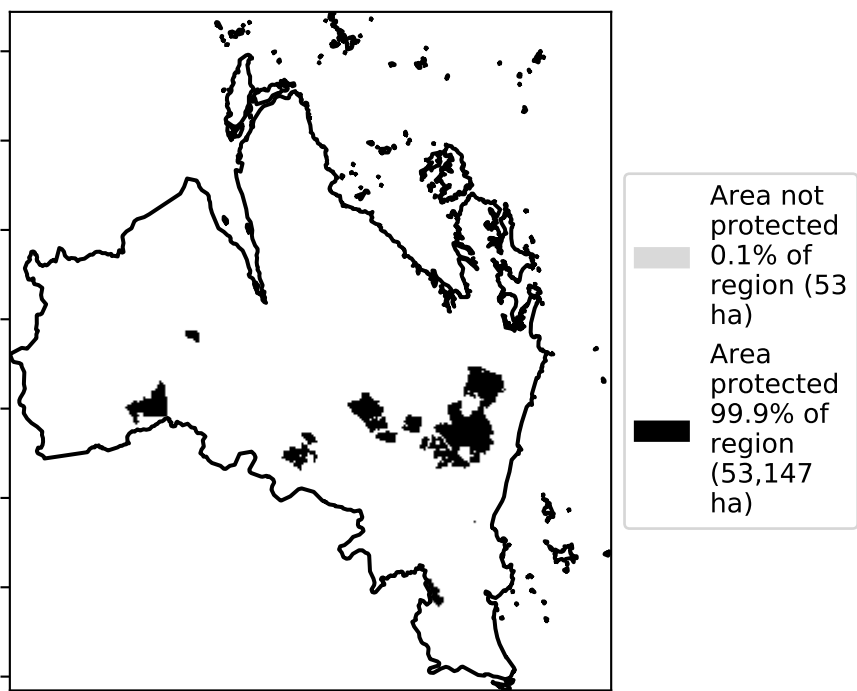 Area not
protected
0.1% of
region (53
ha)
Area
protected
99.9% of
region
(53,147
ha)